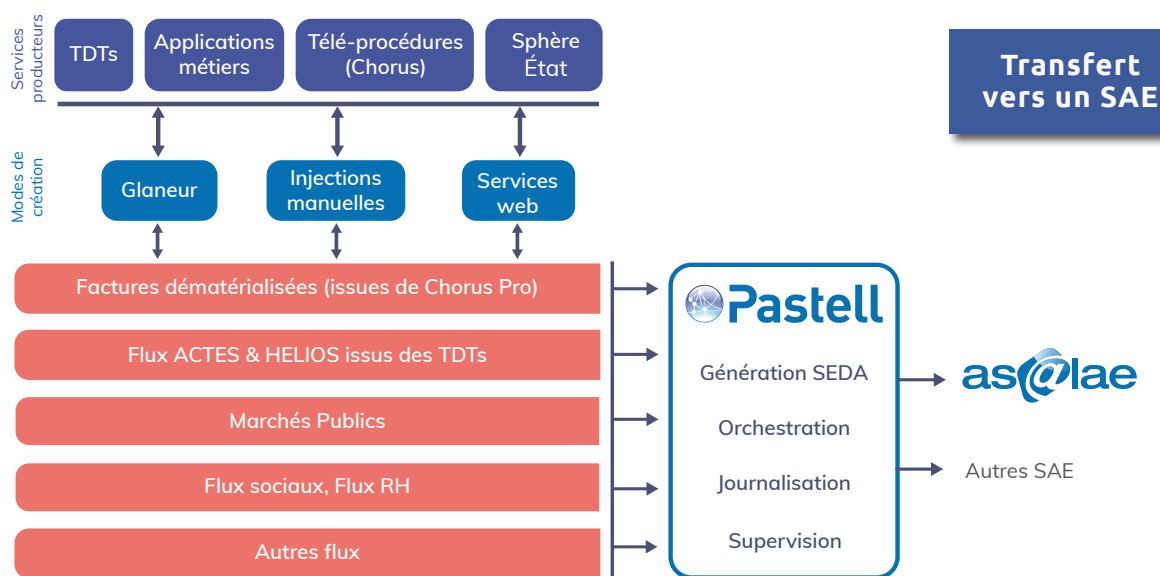 Services
producteurs
TDTs
Applications
métiers
Télé-procédures
(Chorus)
Sphère
État
Transfert
vers un SAE
Modes de
création
Glaneur
Injections
manuelles
Services
web
Factures dématérialisées (issues de Chorus Pro)
Flux ACTES & HELIOS issus des TDTs
Marchés Publics
Flux sociaux, Flux RH
Autres flux
Pastell
Génération SEDA
Orchestration
Journalisation
Supervision
as@lae
Autres SAE